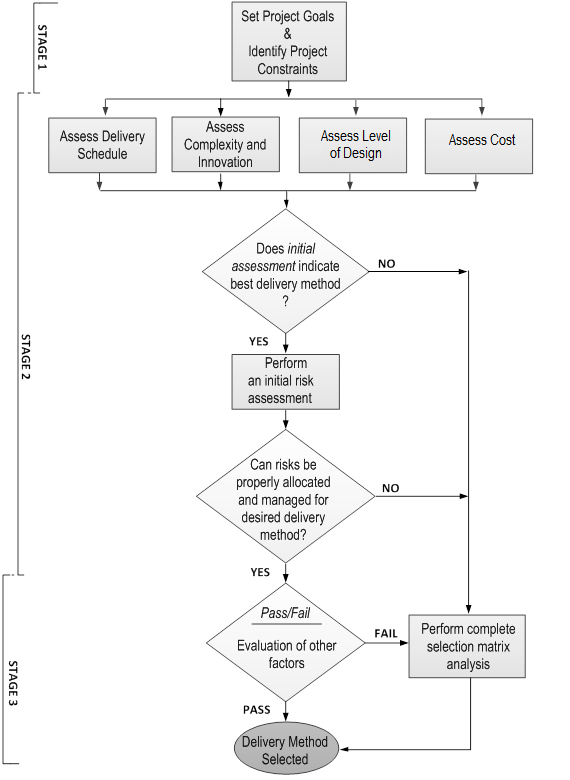 STAGE 1
Set Project Goals
&
Identify Project
Constraints
STAGE 2
Assess Delivery
Schedule
Assess
Complexity and
Innovation
Assess Level
of Design
Assess Cost
Does initial
assessment indicate
best delivery method
?
NO
YES
Perform
an initial risk
assessment
Can risks be
properly allocated
and managed for
desired delivery
method?
NO
YES
STAGE 3
Pass/Fail
Evaluation of other
factors
FAIL
Perform complete
selection matrix
analysis
PASS
Delivery Method
Selected